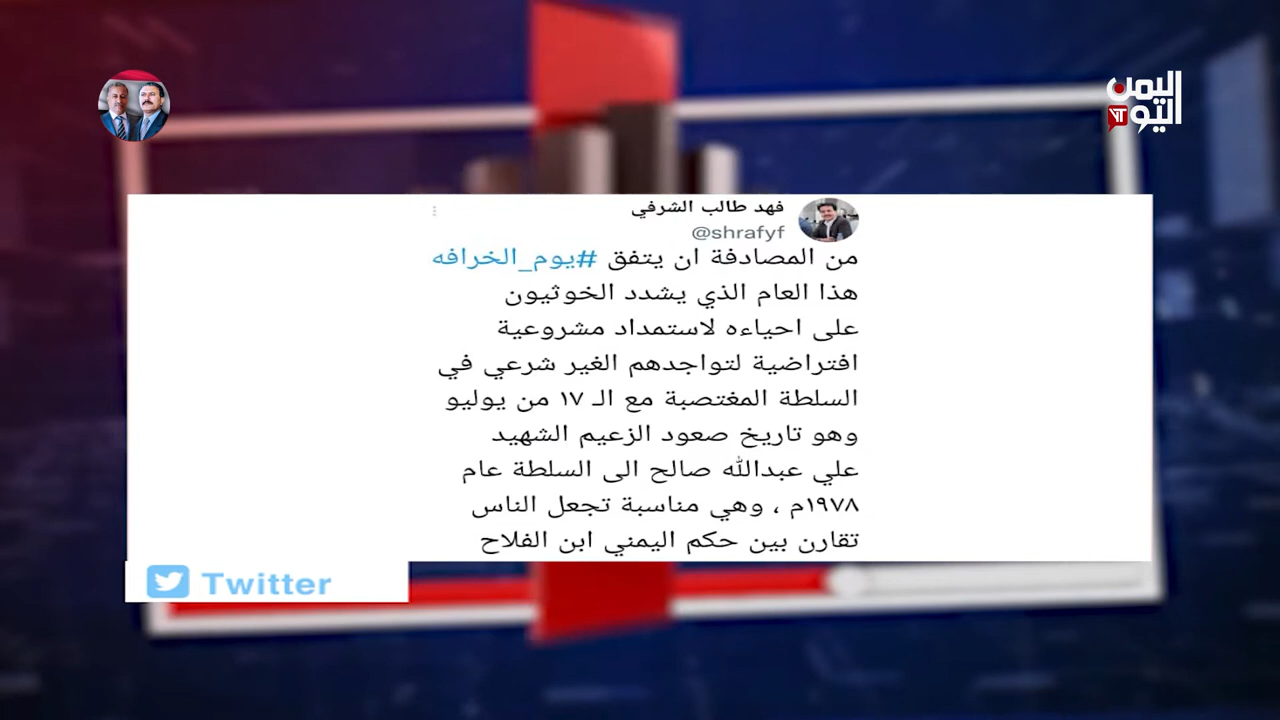 اليمن
اليوم
فهد طالب الشرفي
@shrafyf
من المصادفة ان يتفق #يوم_الخرافه
هذا العام الذي يشدد الخوثيون
على احياءه لاستمداد مشروعية
افتراضية لتواجدهم الغير شرعي في
السلطة المغتصبة مع الـ ١٧ من يوليو
وهو تاريخ صعود الزعيم الشهيد
علي عبدالله صالح الى السلطة عام
١٩٧٨م ، وهي مناسبة تجعل الناس
تقارن بين حكم اليمني ابن الفلاح
Twitter